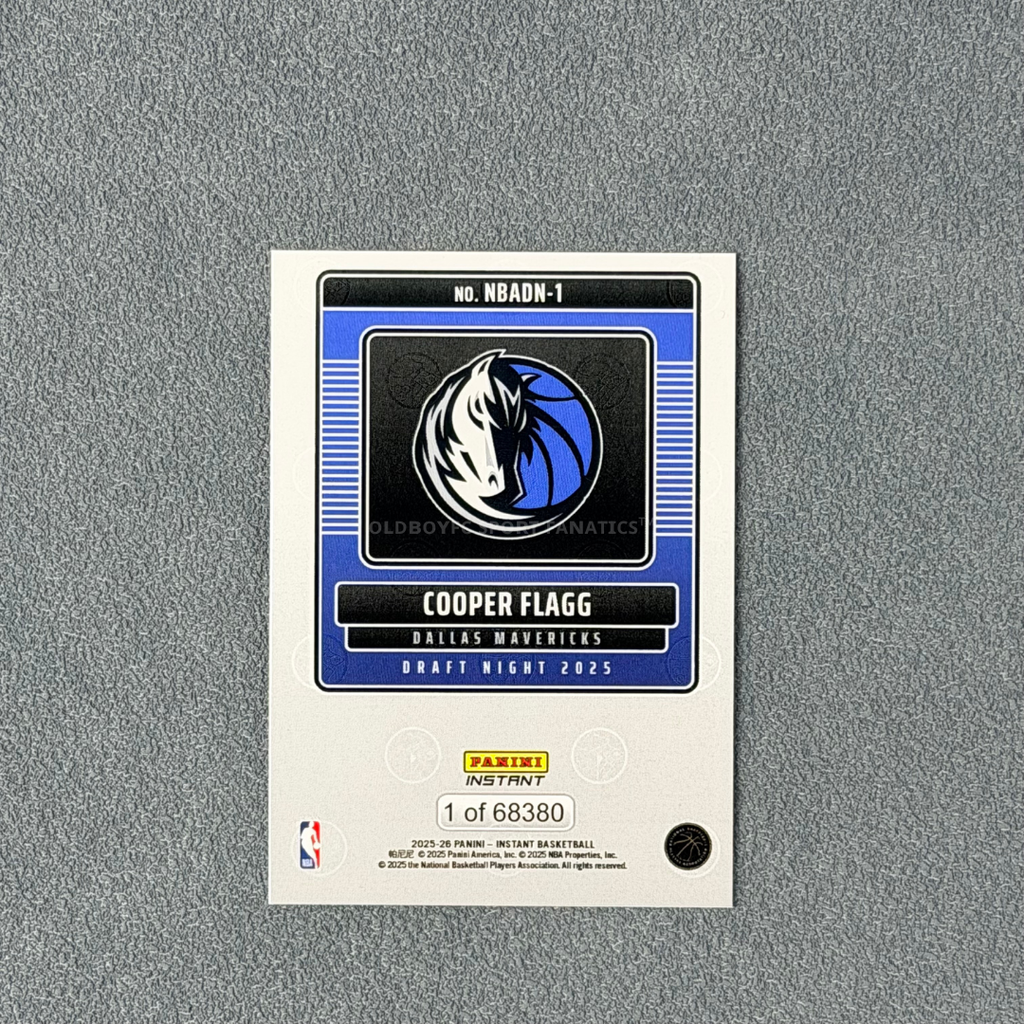 NO. NBADN-1
OLDBOYFC SPORT FANATICS™
COOPER FLAGG
DALLAS MAVERICKS
DRAFT NIGHT 2025
PANINI
INSTANT
1 of 68380
NBA
2025-26 PANINI – INSTANT BASKETBALL
帕尼尼 © 2025 Panini America, Inc. © 2025 NBA Properties, Inc.
© 2025 the National Basketball Players Association. All rights reserved.